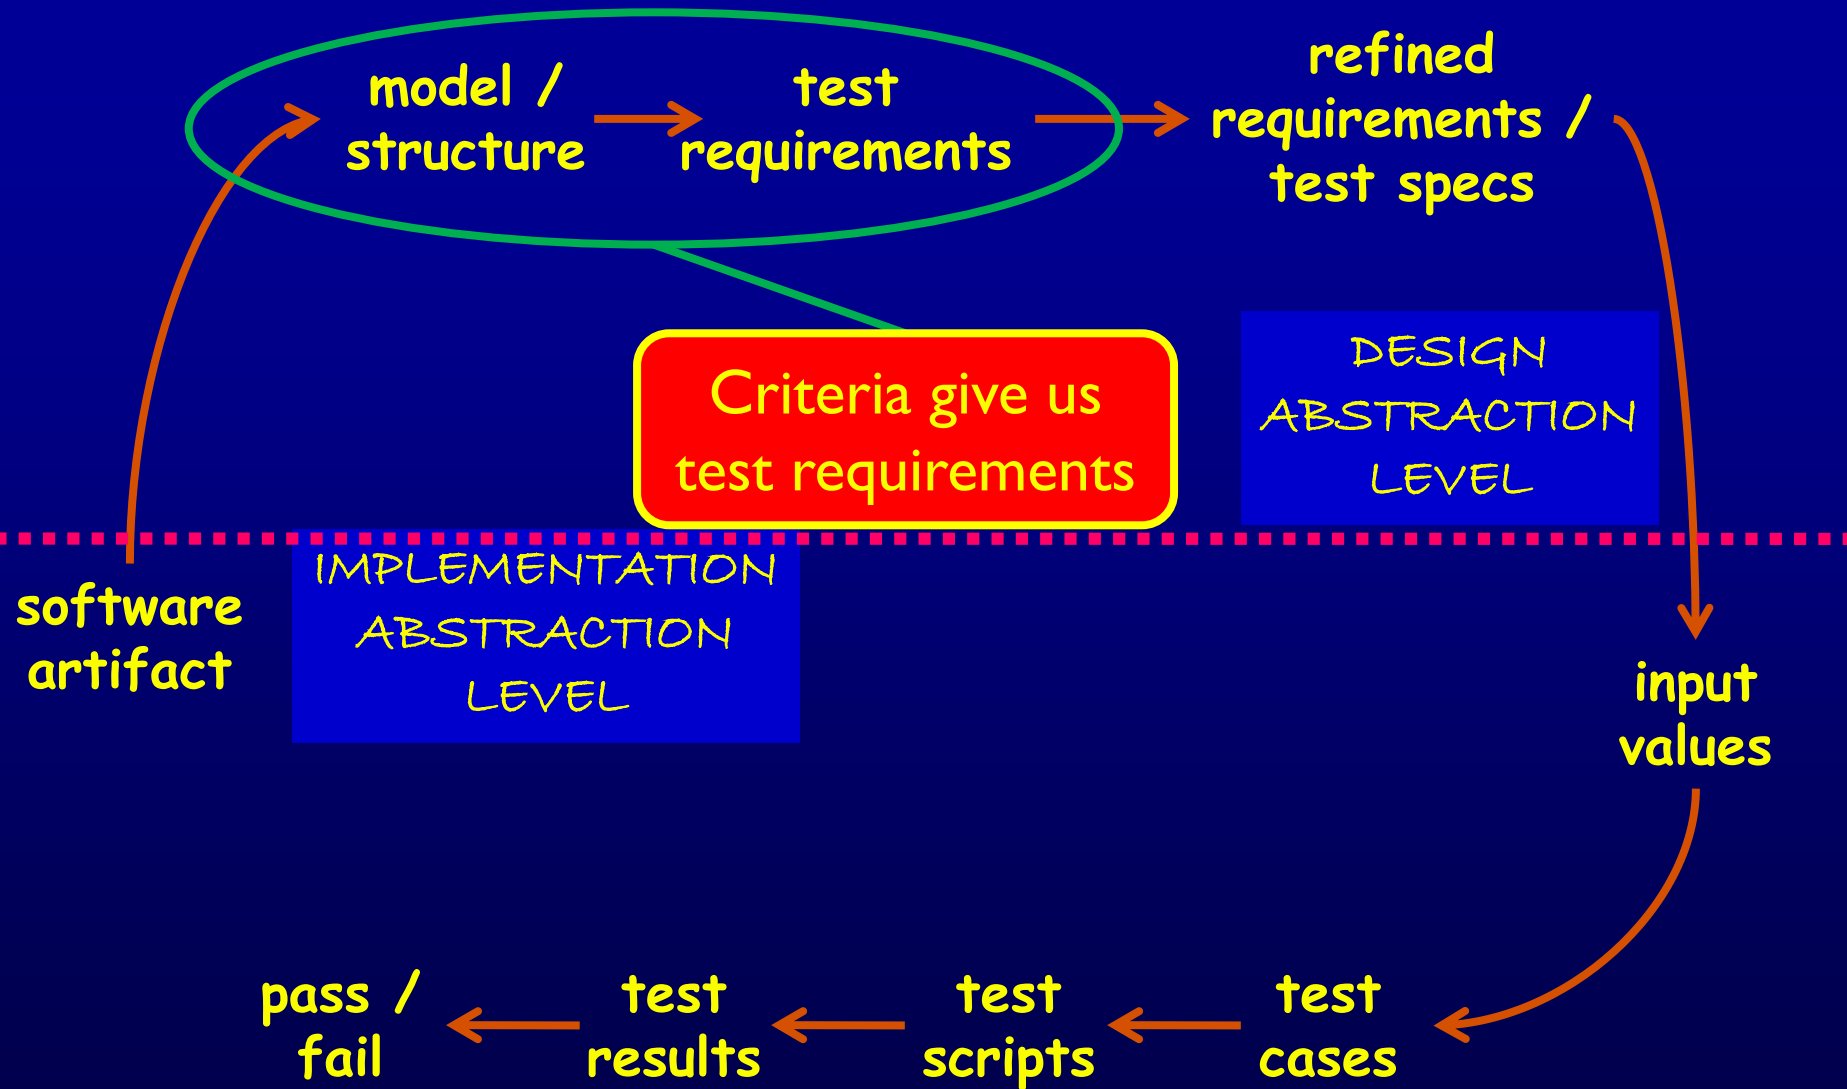 model /
structure
test
requirements
refined
requirements /
test specs
Criteria give us
test requirements
DESIGN
ABSTRACTION
LEVEL
IMPLEMENTATION
ABSTRACTION
LEVEL
software
artifact
input
values
pass /
fail
test
results
test
scripts
test
cases